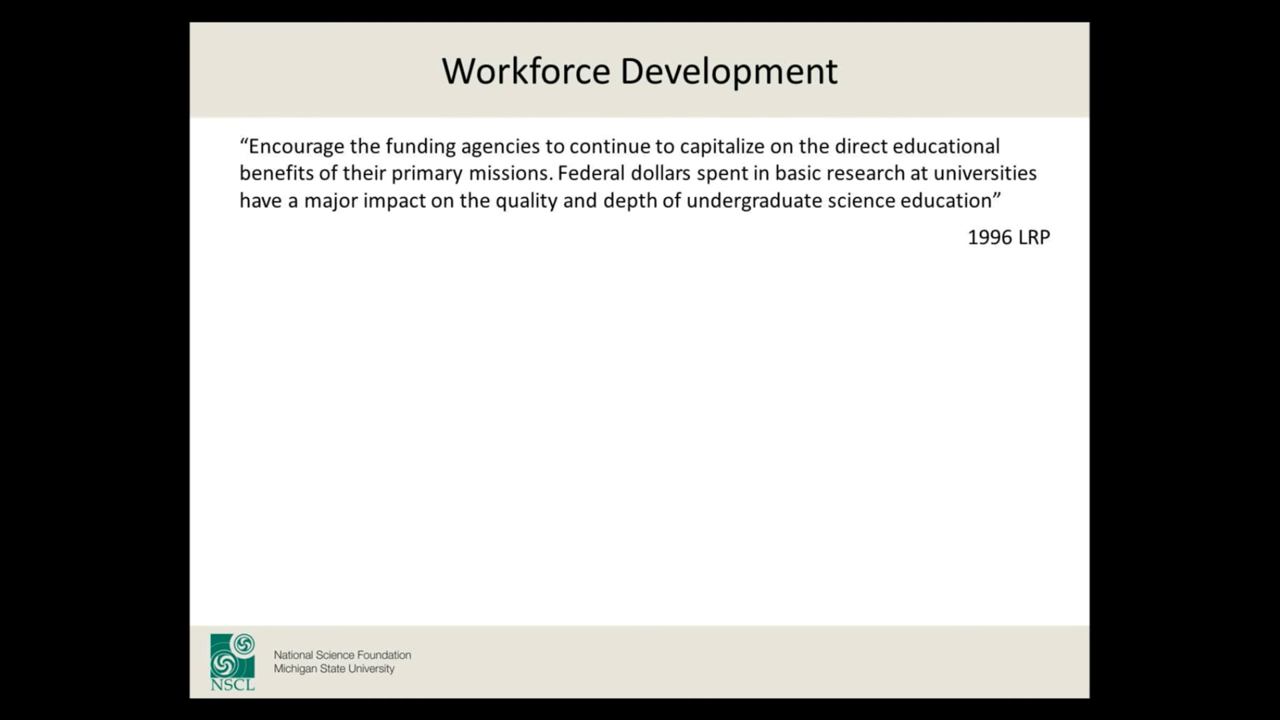 Workforce Development
“Encourage the funding agencies to continue to capitalize on the direct educational
benefits of their primary missions. Federal dollars spent in basic research at universities
have a major impact on the quality and depth of undergraduate science education”
1996 LRP
National Science Foundation
Michigan State University
NSCL